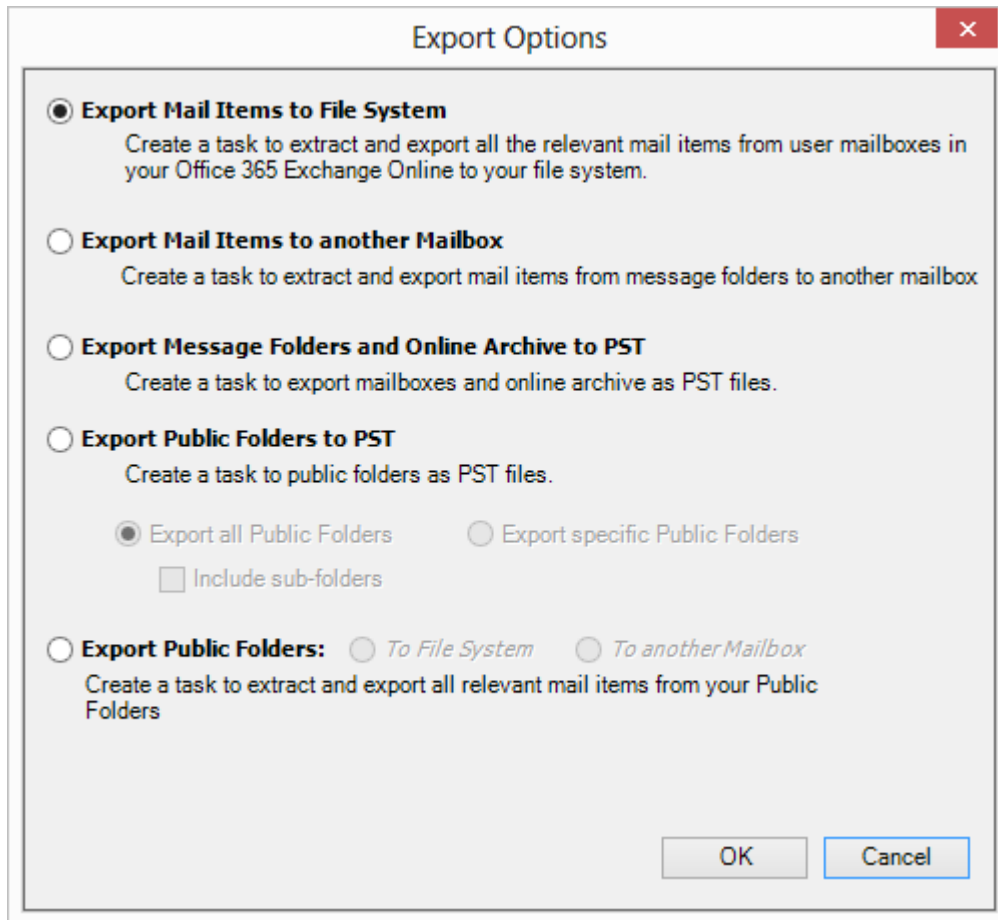 Export Options
Export Mail Items to File System
Create a task to extract and export all the relevant mail items from user mailboxes in
your Office 365 Exchange Online to your file system.
Export Mail Items to another Mailbox
Create a task to extract and export mail items from message folders to another mailbox
Export Message Folders and Online Archive to PST
Create a task to export mailboxes and online archive as PST files.
Export Public Folders to PST
Create a task to public folders as PST files.
Export all Public Folders Export specific Public Folders
Include sub-folders
Export Public Folders: To File System To another Mailbox
Create a task to extract and export all relevant mail items from your Public
Folders
OK Cancel